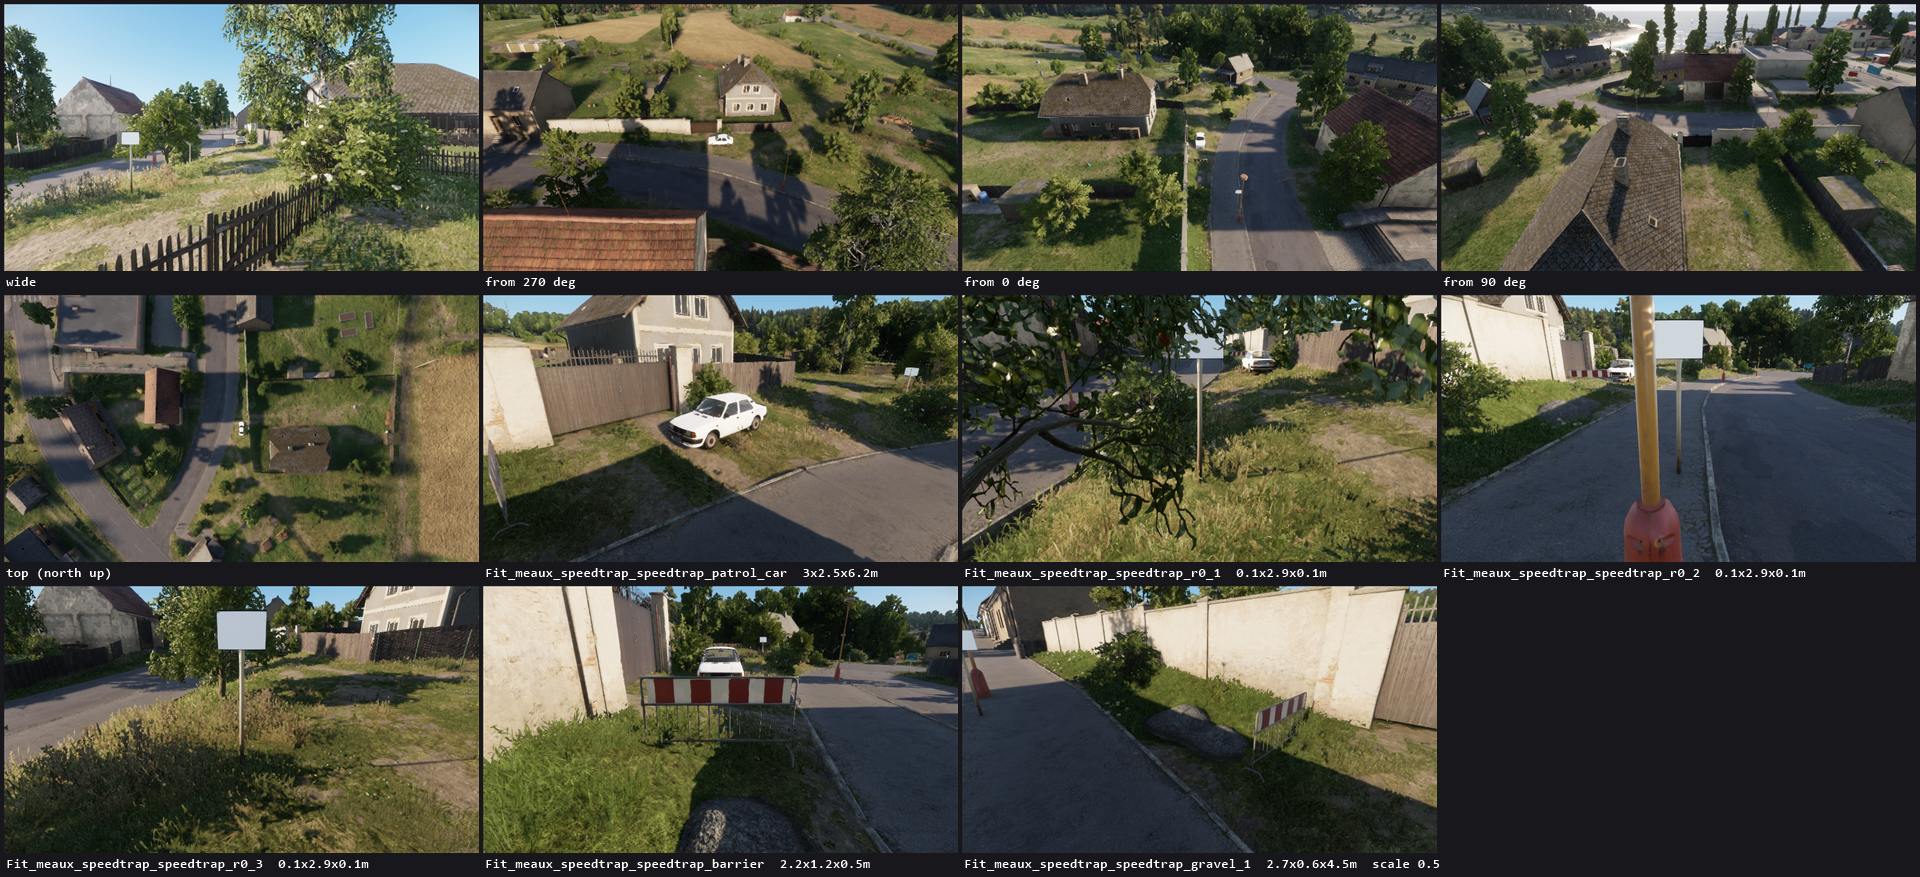 wide
from 270 deg
from 0 deg
from 90 deg
top (north up)
Fit_meaux_speedtrap_speedtrap_patrol_car 3x2.5x6.2m
Fit_meaux_speedtrap_speedtrap_r0_1 0.1x2.9x0.1m
Fit_meaux_speedtrap_speedtrap_r0_2 0.1x2.9x0.1m
Fit_meaux_speedtrap_speedtrap_r0_3 0.1x2.9x0.1m
Fit_meaux_speedtrap_speedtrap_barrier 2.2x1.2x0.5m
Fit_meaux_speedtrap_speedtrap_gravel_1 2.7x0.6x4.5m scale 0.5